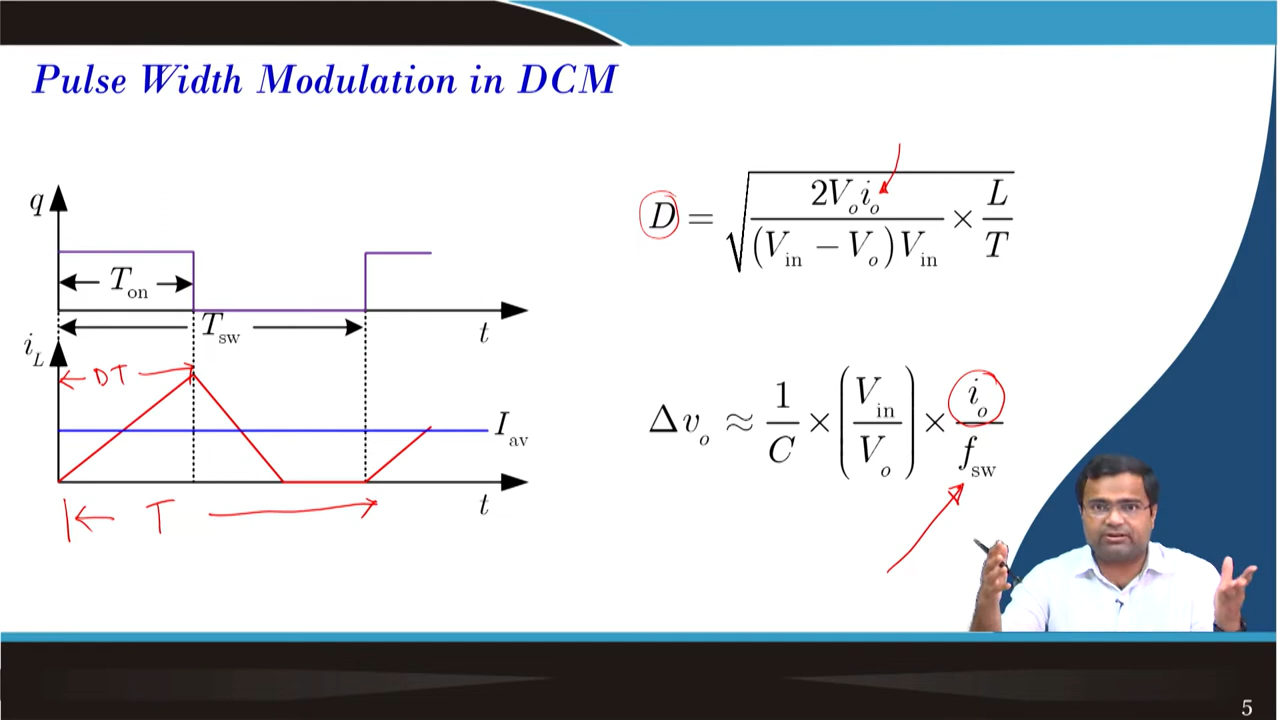 Pulse Width Modulation in DCM
q
T_on
T_sw
t
i_L
← DT →
I_av
t
|← T →
D = √(2V_o i_o / ((V_in − V_o)V_in) × L/T)
Δv_o ≈ 1/C × (V_in/V_o) × i_o/f_sw
5